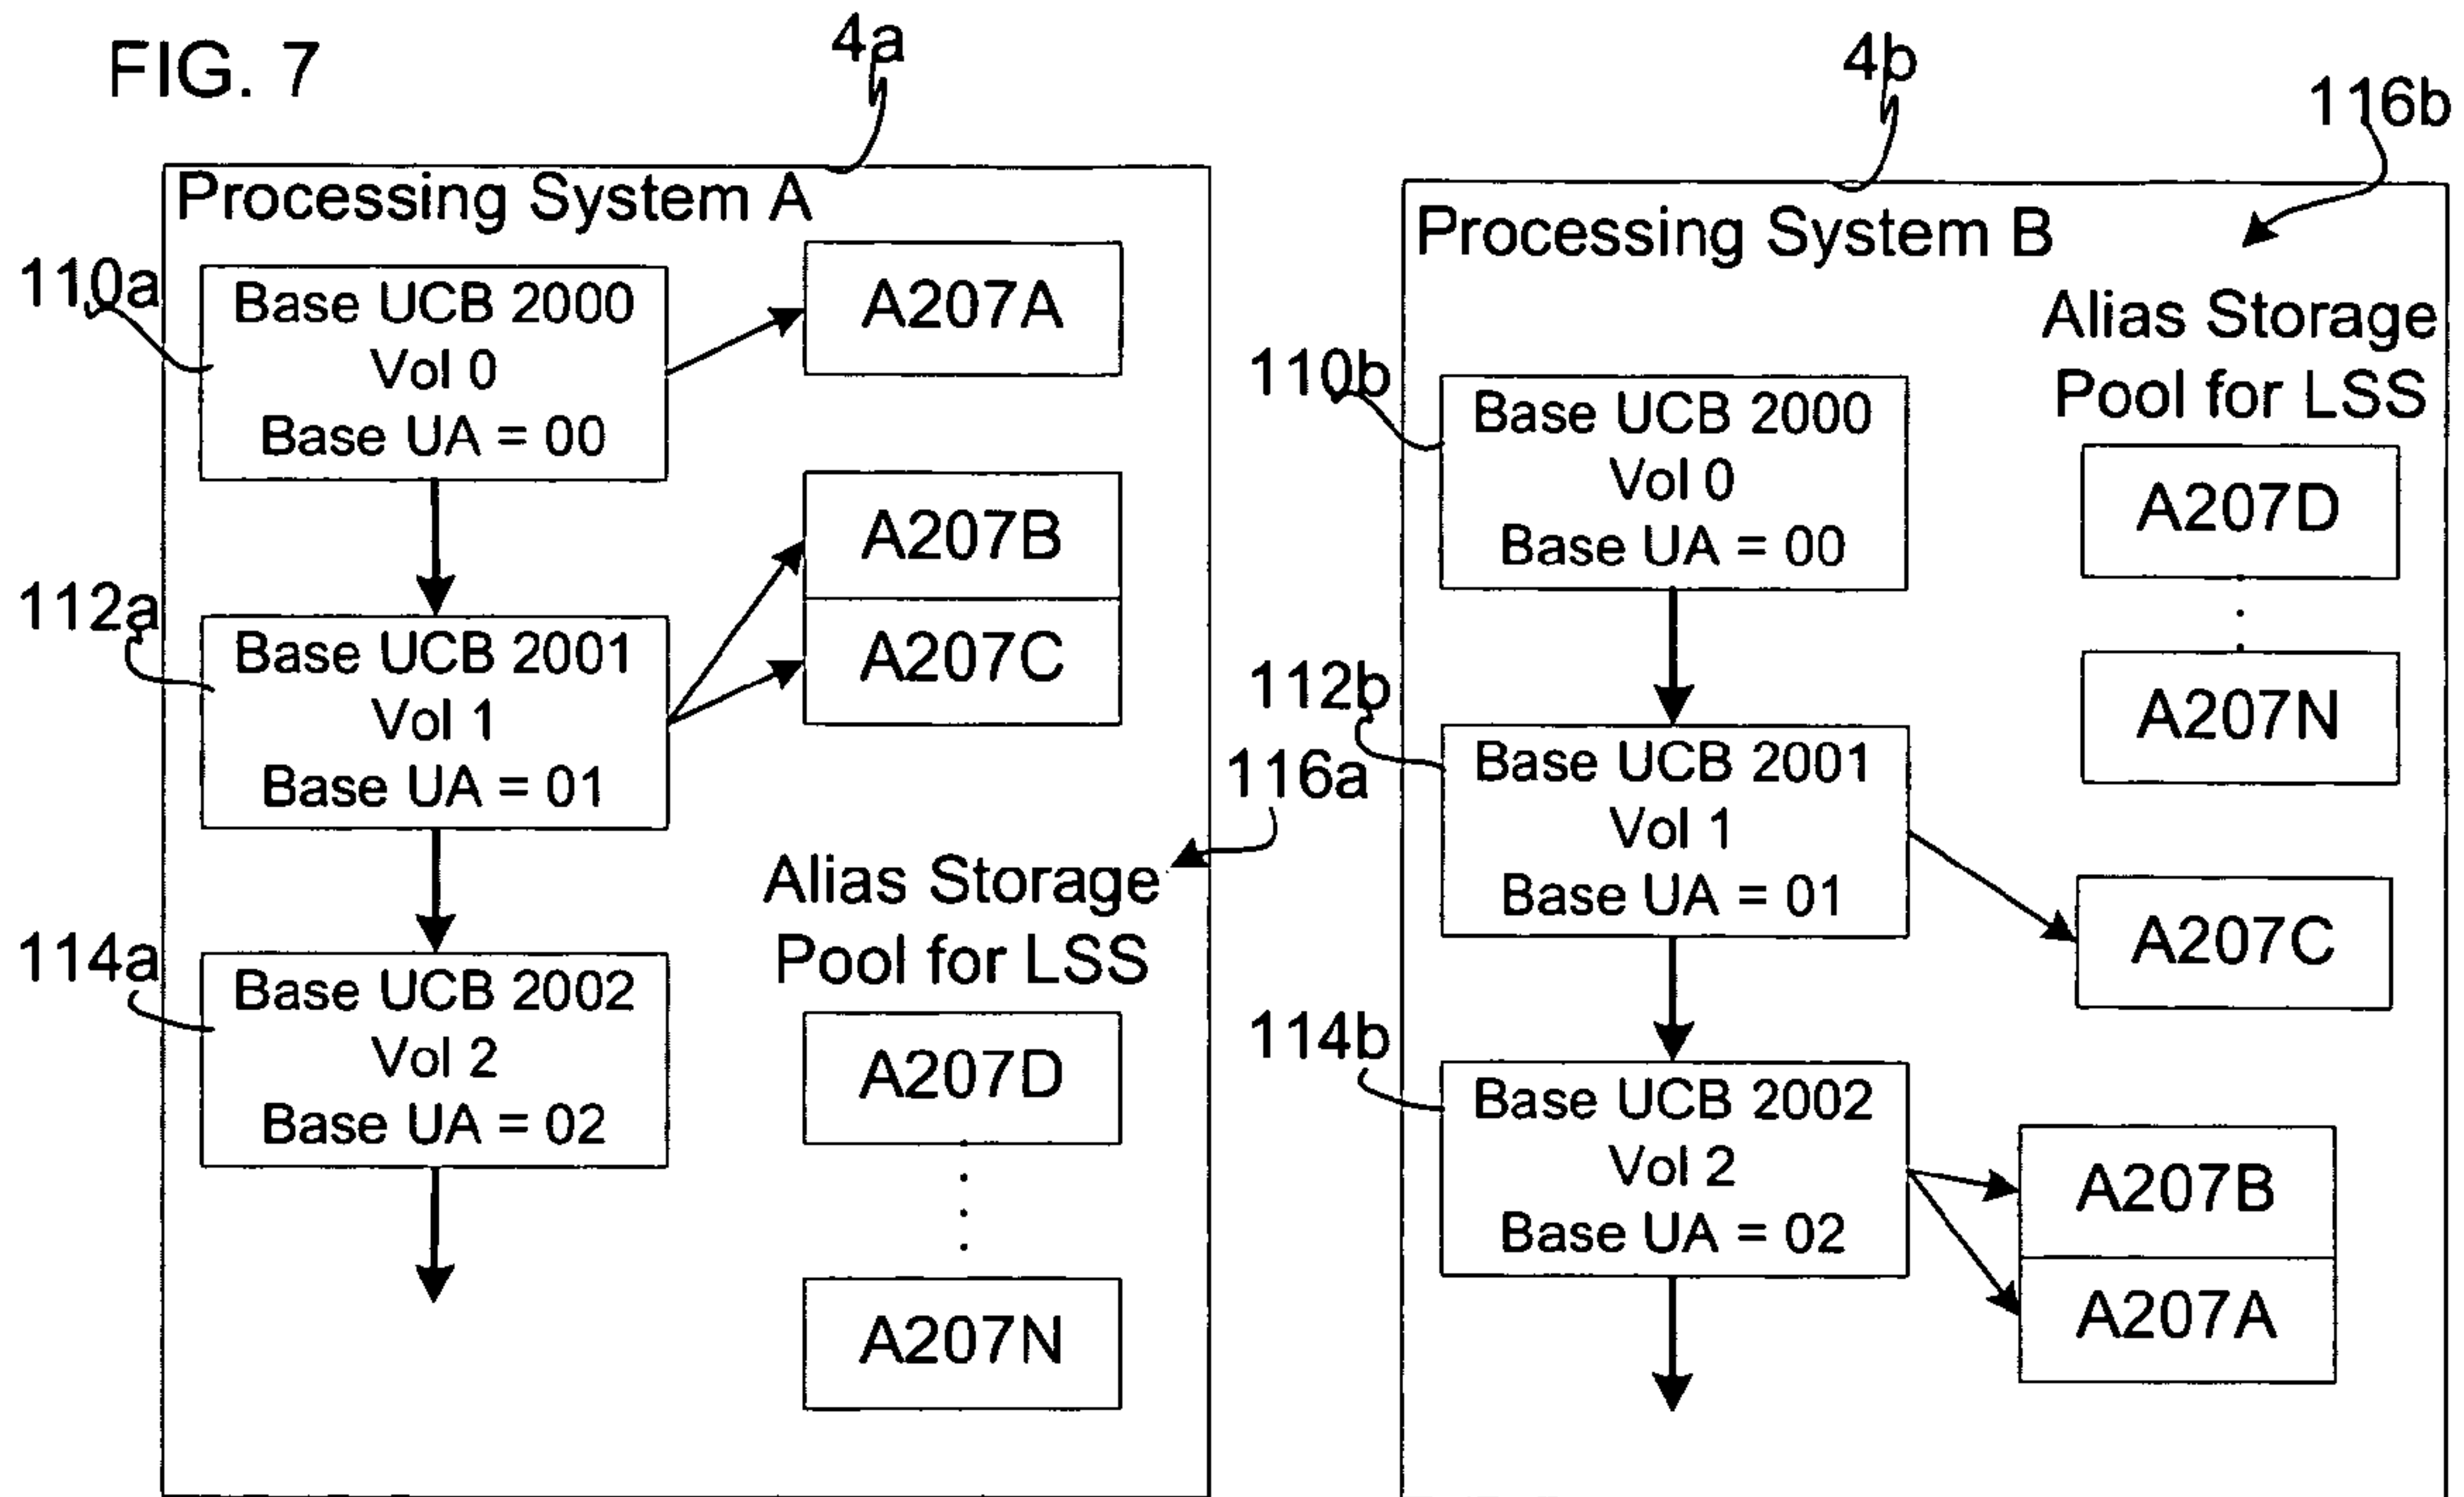 FIG. 7
4a
Processing System A
110a
Base UCB 2000
Vol 0
Base UA = 00
A207A
112a
Base UCB 2001
Vol 1
Base UA = 01
A207B
A207C
116a
Alias Storage
Pool for LSS
114a
Base UCB 2002
Vol 2
Base UA = 02
A207D
A207N
4b
116b
Processing System B
Alias Storage
Pool for LSS
110b
Base UCB 2000
Vol 0
Base UA = 00
A207D
A207N
112b
Base UCB 2001
Vol 1
Base UA = 01
A207C
114b
Base UCB 2002
Vol 2
Base UA = 02
A207B
A207A